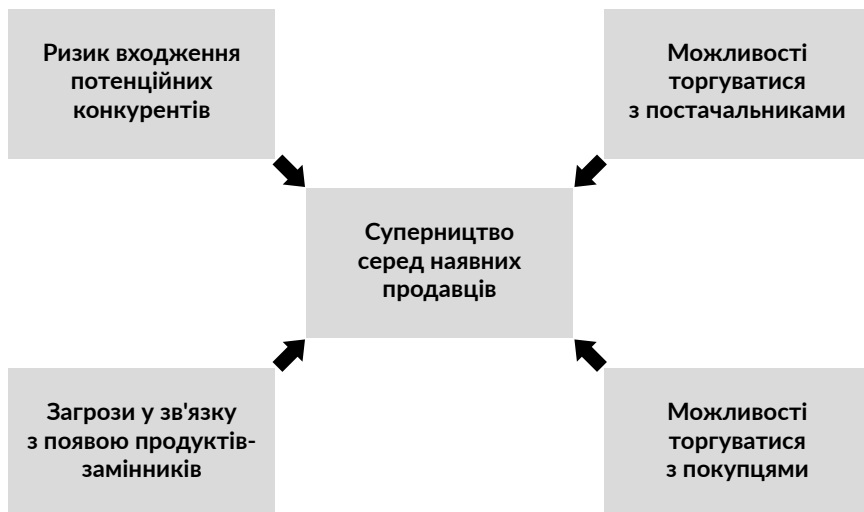 Ризик входження
потенційних
конкурентів
Можливості
торгуватися
з постачальниками
Суперництво
серед наявних
продавців
Загрози у зв'язку
з появою продуктів-
замінників
Можливості
торгуватися
з покупцями